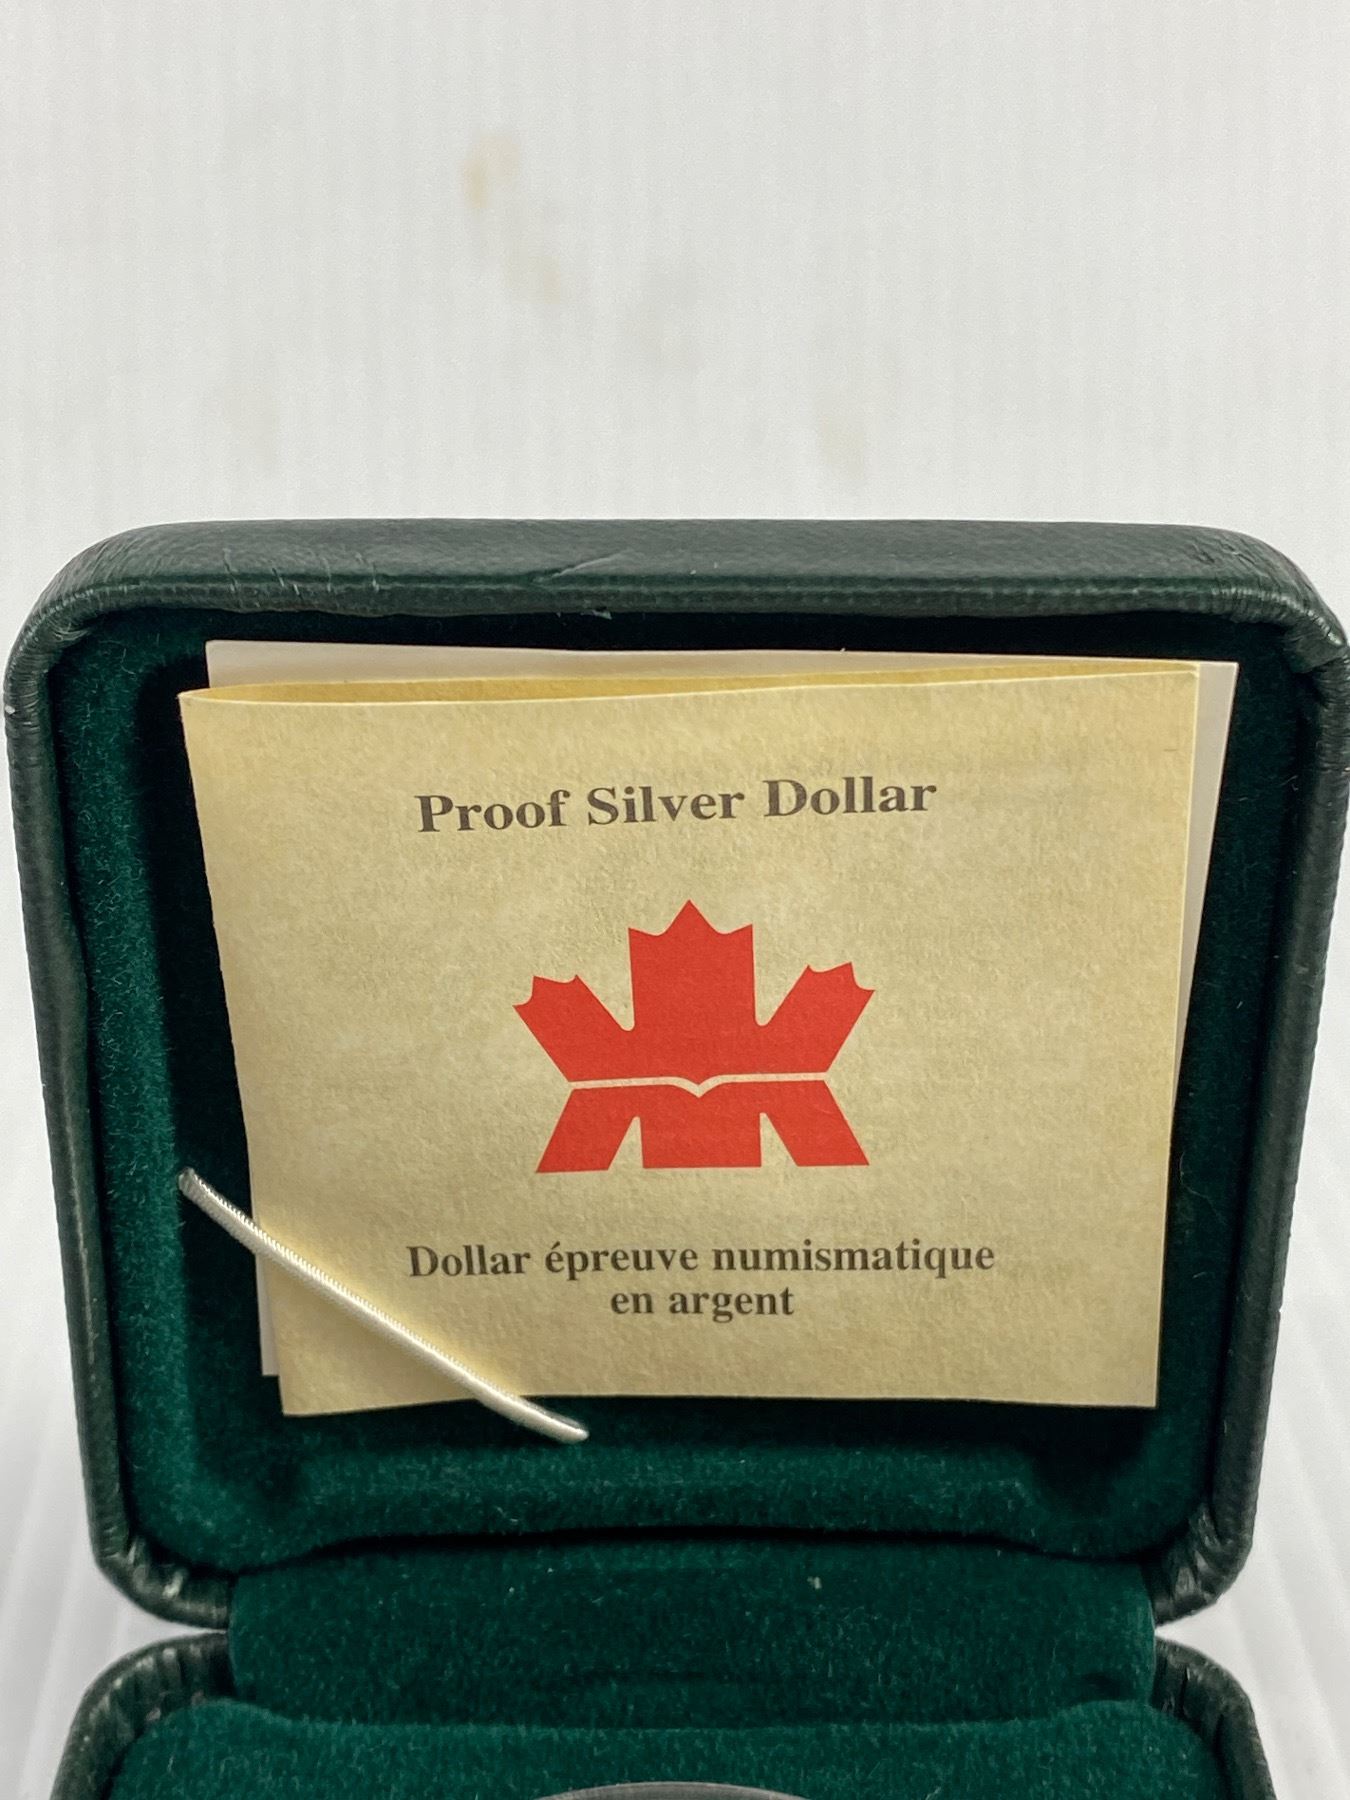 Proof Silver Dollar
Dollar épreuve numismatique
en argent